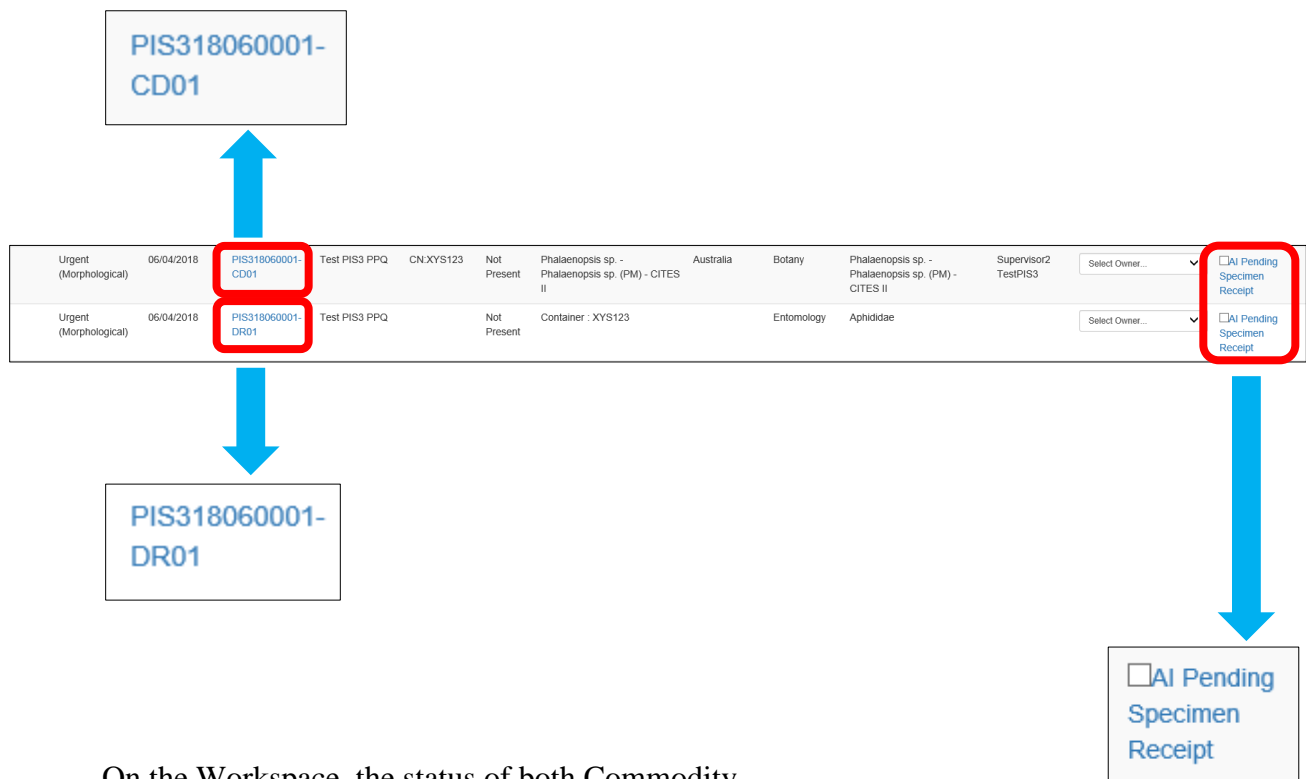 PIS318060001-
CD01
Urgent (Morphological) 06/04/2018 PIS318060001-CD01 Test PIS3 PPQ CN:XYS123 Not Present Phalaenopsis sp. - Phalaenopsis sp. (PM) - CITES II Australia Botany Phalaenopsis sp. - Phalaenopsis sp. (PM) - CITES II Supervisor2 TestPIS3 Select Owner... AI Pending Specimen Receipt
Urgent (Morphological) 06/04/2018 PIS318060001-DR01 Test PIS3 PPQ Not Present Container : XYS123 Entomology Aphididae Select Owner... AI Pending Specimen Receipt
PIS318060001-
DR01
AI Pending
Specimen
Receipt
On the Workspace, the status of both Commodity